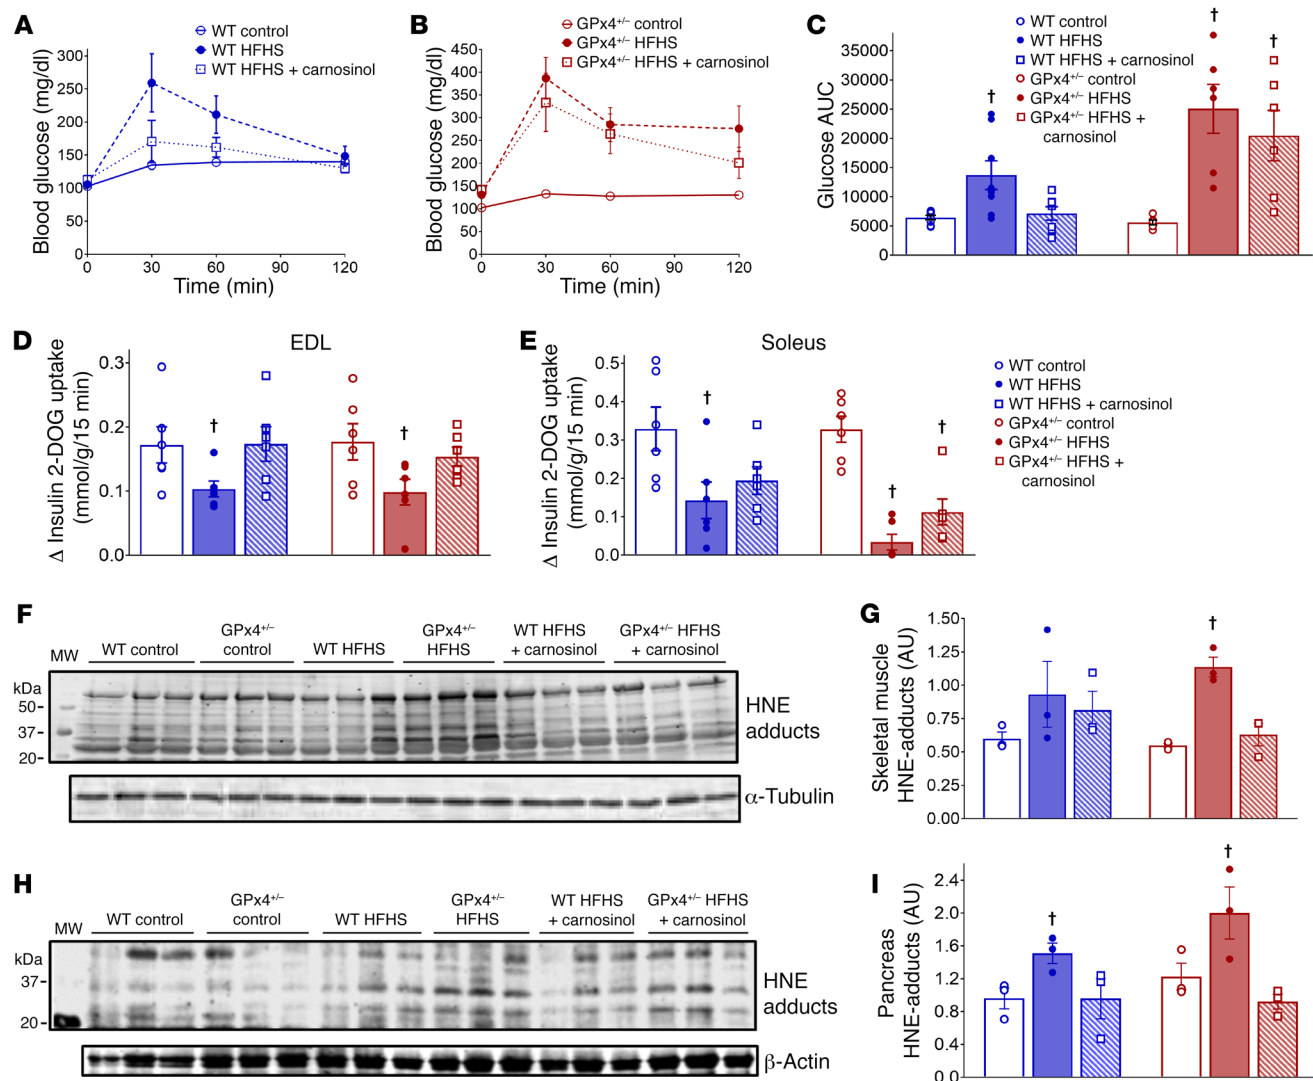 A
WT control
WT HFHS
WT HFHS + carnosinol
Blood glucose (mg/dl)
300
250
200
150
100
50
0
0 30 60 90 120
Time (min)
B
GPx4+/– control
GPx4+/– HFHS
GPx4+/– HFHS + carnosinol
Blood glucose (mg/dl)
450
400
350
300
250
200
150
100
50
0
0 30 60 90 120
Time (min)
C
WT control
WT HFHS
WT HFHS + carnosinol
GPx4+/– control
GPx4+/– HFHS
GPx4+/– HFHS +
carnosinol
Glucose AUC
35000
30000
25000
20000
15000
10000
5000
0
† † †
D
EDL
Δ Insulin 2-DOG uptake
(mmol/g/15 min)
0.3
0.2
0.1
0.0
† †
E
Soleus
Δ Insulin 2-DOG uptake
(mmol/g/15 min)
0.5
0.4
0.3
0.2
0.1
0.0
† † †
WT control
WT HFHS
WT HFHS + carnosinol
GPx4+/– control
GPx4+/– HFHS
GPx4+/– HFHS +
carnosinol
F
MW
WT control
GPx4+/–
control
WT HFHS
GPx4+/–
HFHS
WT HFHS
+ carnosinol
GPx4+/– HFHS
+ carnosinol
kDa
50-
37-
20-
HNE
adducts
α-Tubulin
G
Skeletal muscle
HNE-adducts (AU)
1.50
1.25
1.00
0.75
0.50
0.25
0.00
†
H
MW
WT control
GPx4+/–
control
WT HFHS
GPx4+/–
HFHS
WT HFHS
+ carnosinol
GPx4+/– HFHS
+ carnosinol
kDa
37-
20-
HNE
adducts
β-Actin
I
Pancreas
HNE-adducts (AU)
2.4
2.0
1.6
1.2
0.8
0.4
0.0
† †